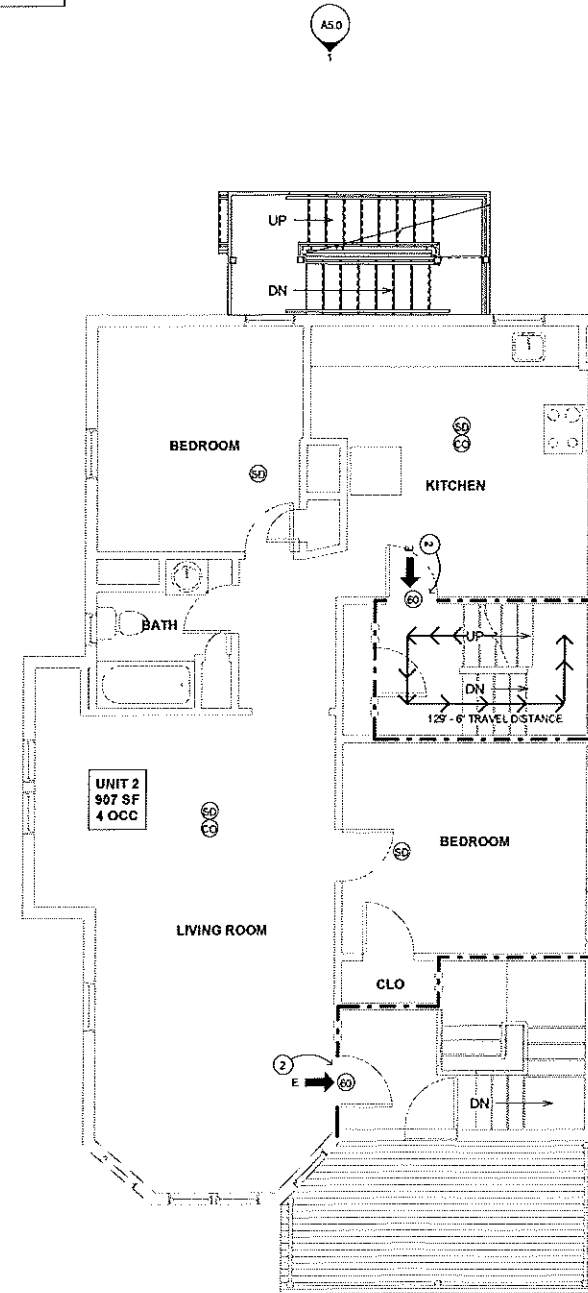 A5.0
1
UP
DN
BEDROOM
SD
SD
CO
KITCHEN
E
2
60
BATH
UP
DN
129' - 6" TRAVEL DISTANCE
UNIT 2
907 SF
4 OCC
SD
CO
BEDROOM
SD
LIVING ROOM
CLO
2
E
60
DN